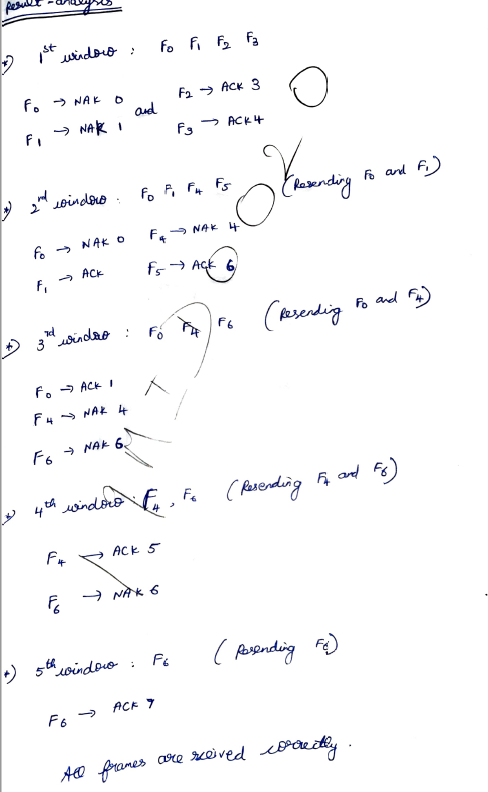 Result - analysis
*) 1st window : F0 F1 F2 F3
F0 → NAK 0 and F2 → ACK 3
F1 → NAK 1 F3 → ACK 4
*) 2nd window : F0 F1 F4 F5 (Resending F0 and F1)
F0 → NAK 0 F4 → NAK 4
F1 → ACK F5 → ACK 6
*) 3rd window : F0 F4 F6 (Resending F0 and F4)
F0 → ACK 1
F4 → NAK 4
F6 → NAK 6
*) 4th window : F4, F6 (Resending F4 and F6)
F4 → ACK 5
F6 → NAK 6
*) 5th window : F6 (Resending F6)
F6 → ACK 7
All frames are received correctly.